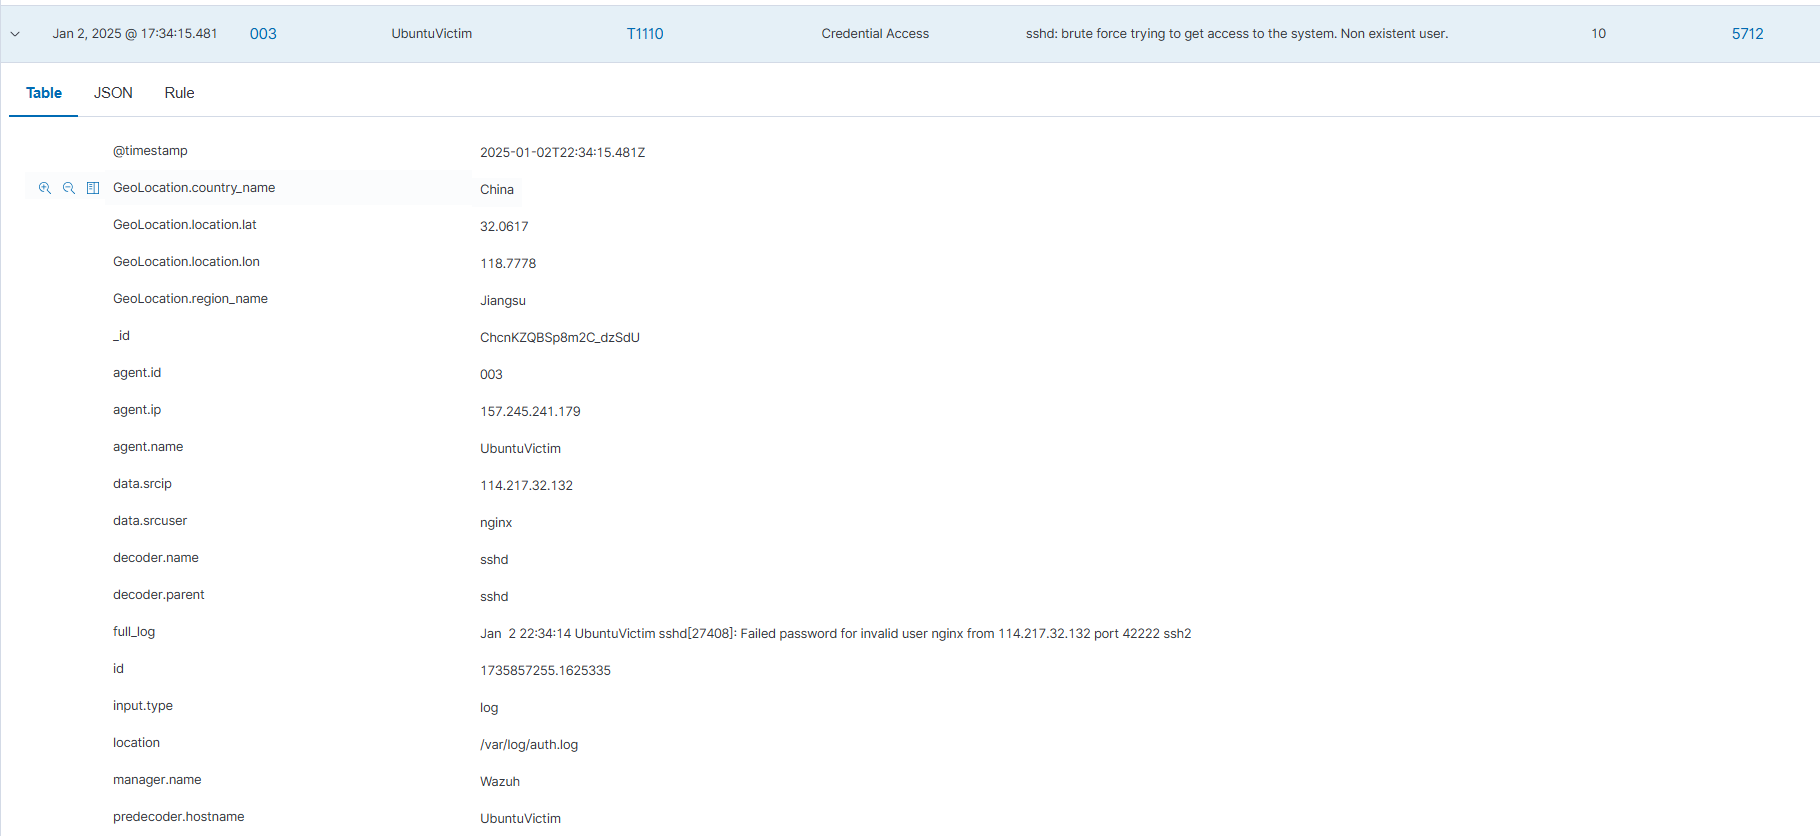 Jan 2, 2025 @ 17:34:15.481 003 UbuntuVictim T1110 Credential Access sshd: brute force trying to get access to the system. Non existent user. 10 5712
Table JSON Rule
@timestamp 2025-01-02T22:34:15.481Z
GeoLocation.country_name China
GeoLocation.location.lat 32.0617
GeoLocation.location.lon 118.7778
GeoLocation.region_name Jiangsu
_id ChcnKZQBSp8m2C_dzSdU
agent.id 003
agent.ip 157.245.241.179
agent.name UbuntuVictim
data.srcip 114.217.32.132
data.srcuser nginx
decoder.name sshd
decoder.parent sshd
full_log Jan  2 22:34:14 UbuntuVictim sshd[27408]: Failed password for invalid user nginx from 114.217.32.132 port 42222 ssh2
id 1735857255.1625335
input.type log
location /var/log/auth.log
manager.name Wazuh
predecoder.hostname UbuntuVictim